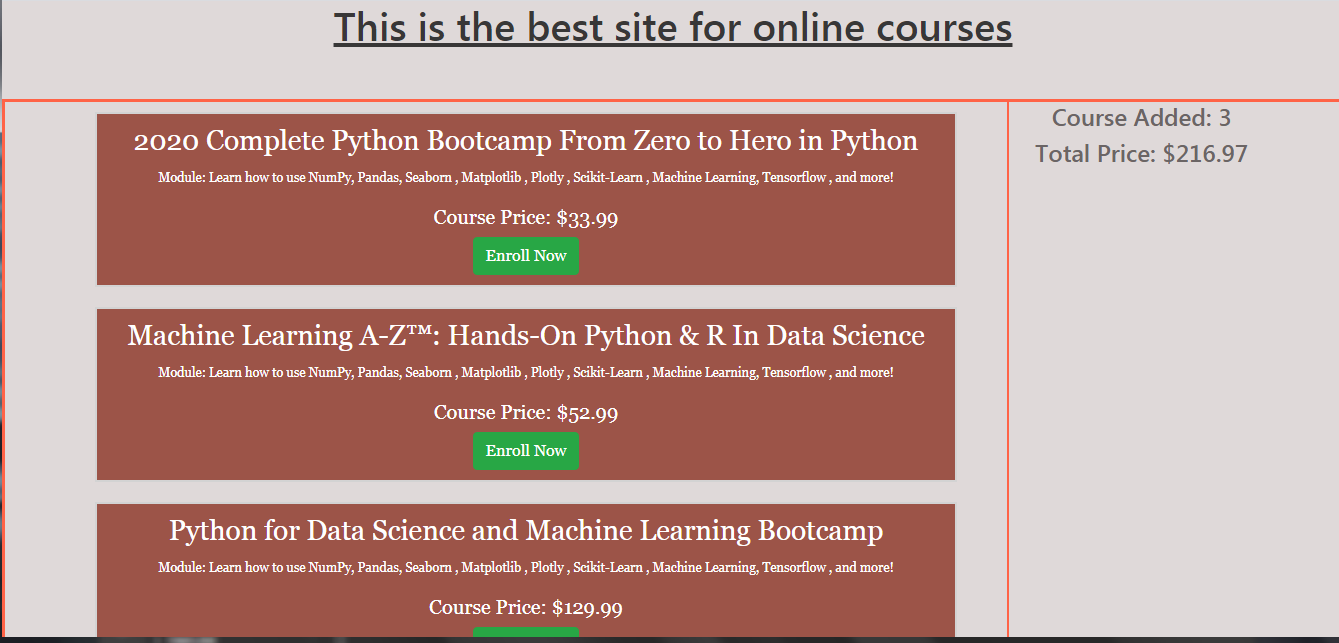 This is the best site for online courses
2020 Complete Python Bootcamp From Zero to Hero in Python
Module: Learn how to use NumPy, Pandas, Seaborn , Matplotlib , Plotly , Scikit-Learn , Machine Learning, Tensorflow , and more!
Course Price: $33.99
Enroll Now
Machine Learning A-Z™: Hands-On Python & R In Data Science
Module: Learn how to use NumPy, Pandas, Seaborn , Matplotlib , Plotly , Scikit-Learn , Machine Learning, Tensorflow , and more!
Course Price: $52.99
Enroll Now
Python for Data Science and Machine Learning Bootcamp
Module: Learn how to use NumPy, Pandas, Seaborn , Matplotlib , Plotly , Scikit-Learn , Machine Learning, Tensorflow , and more!
Course Price: $129.99
Course Added: 3
Total Price: $216.97